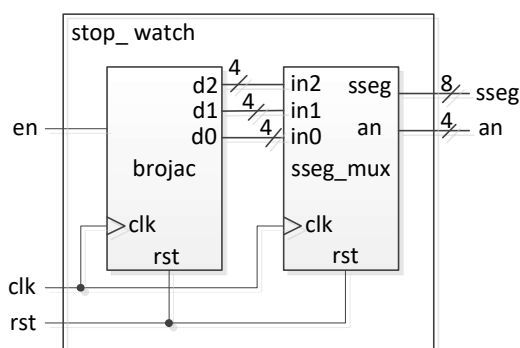 stop_ watch
d2 4 in2 sseg 8 sseg
d1 4 in1
d0 4 in0 an 4 an
en
brojac sseg_mux
clk clk
rst rst
clk
rst